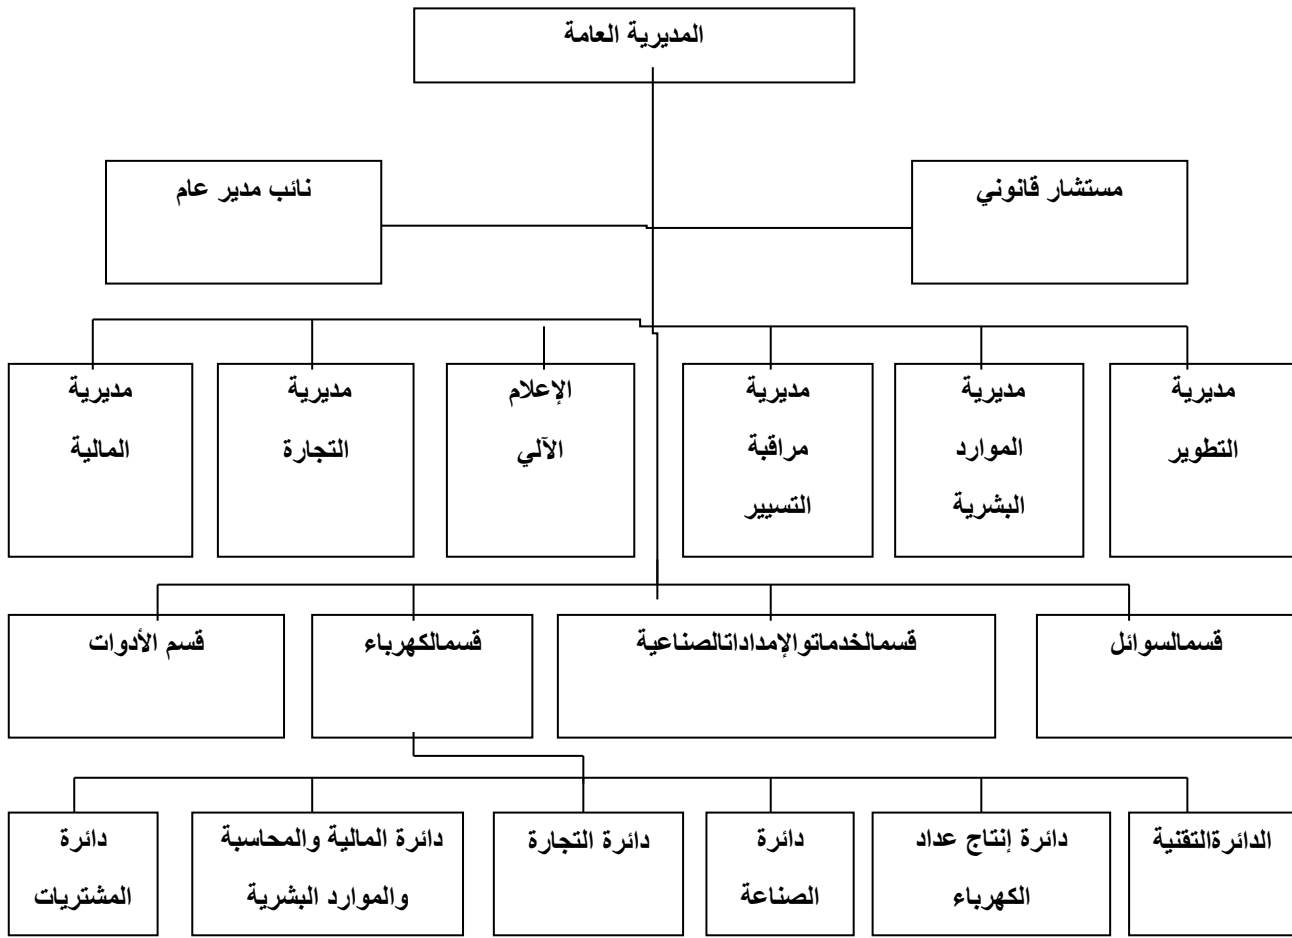 المديرية العامة
مستشار قانوني
نائب مدير عام
مديرية
التطوير
مديرية
الموارد
البشرية
مديرية
مراقبة
التسيير
الإعلام
الآلي
مديرية
التجارة
مديرية
المالية
قسمالسوائل
قسمالخدماتوالإمداداتالصناعية
قسمالكهرباء
قسم الأدوات
الدائرةالتقنية
دائرة إنتاج عداد
الكهرباء
دائرة
الصناعة
دائرة التجارة
دائرة المالية والمحاسبة
والموارد البشرية
دائرة
المشتريات